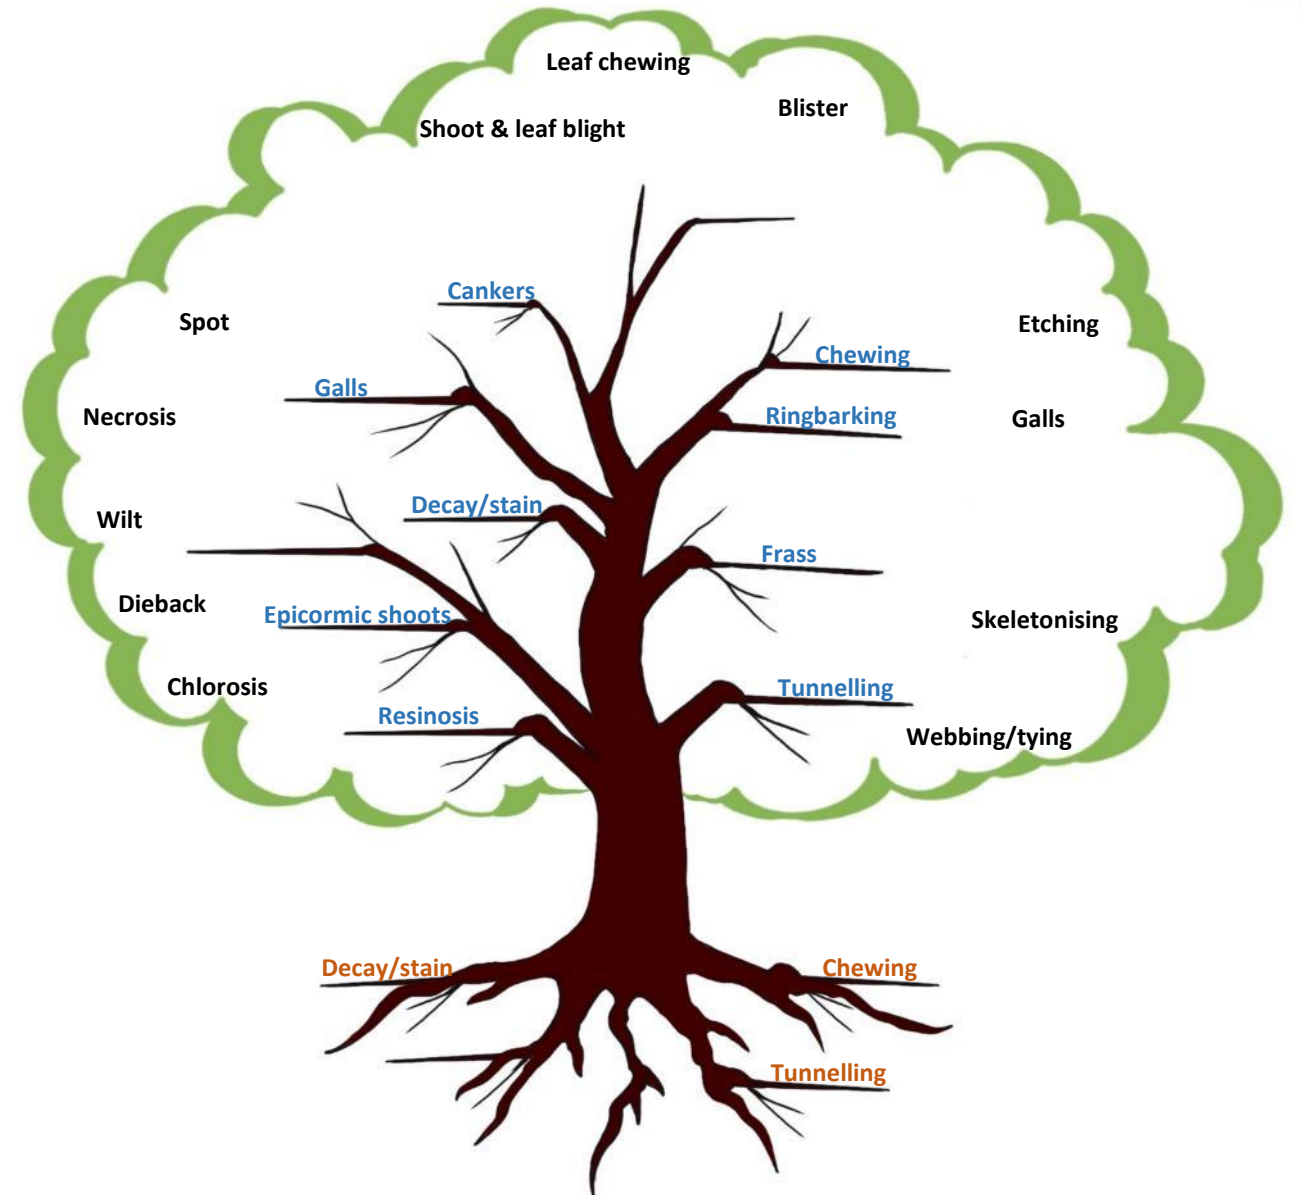 Leaf chewing
Blister
Shoot & leaf blight
Cankers
Spot
Etching
Chewing
Galls
Ringbarking
Necrosis
Galls
Decay/stain
Wilt
Frass
Dieback
Epicormic shoots
Skeletonising
Chlorosis
Tunnelling
Resinosis
Webbing/tying
Decay/stain
Chewing
Tunnelling